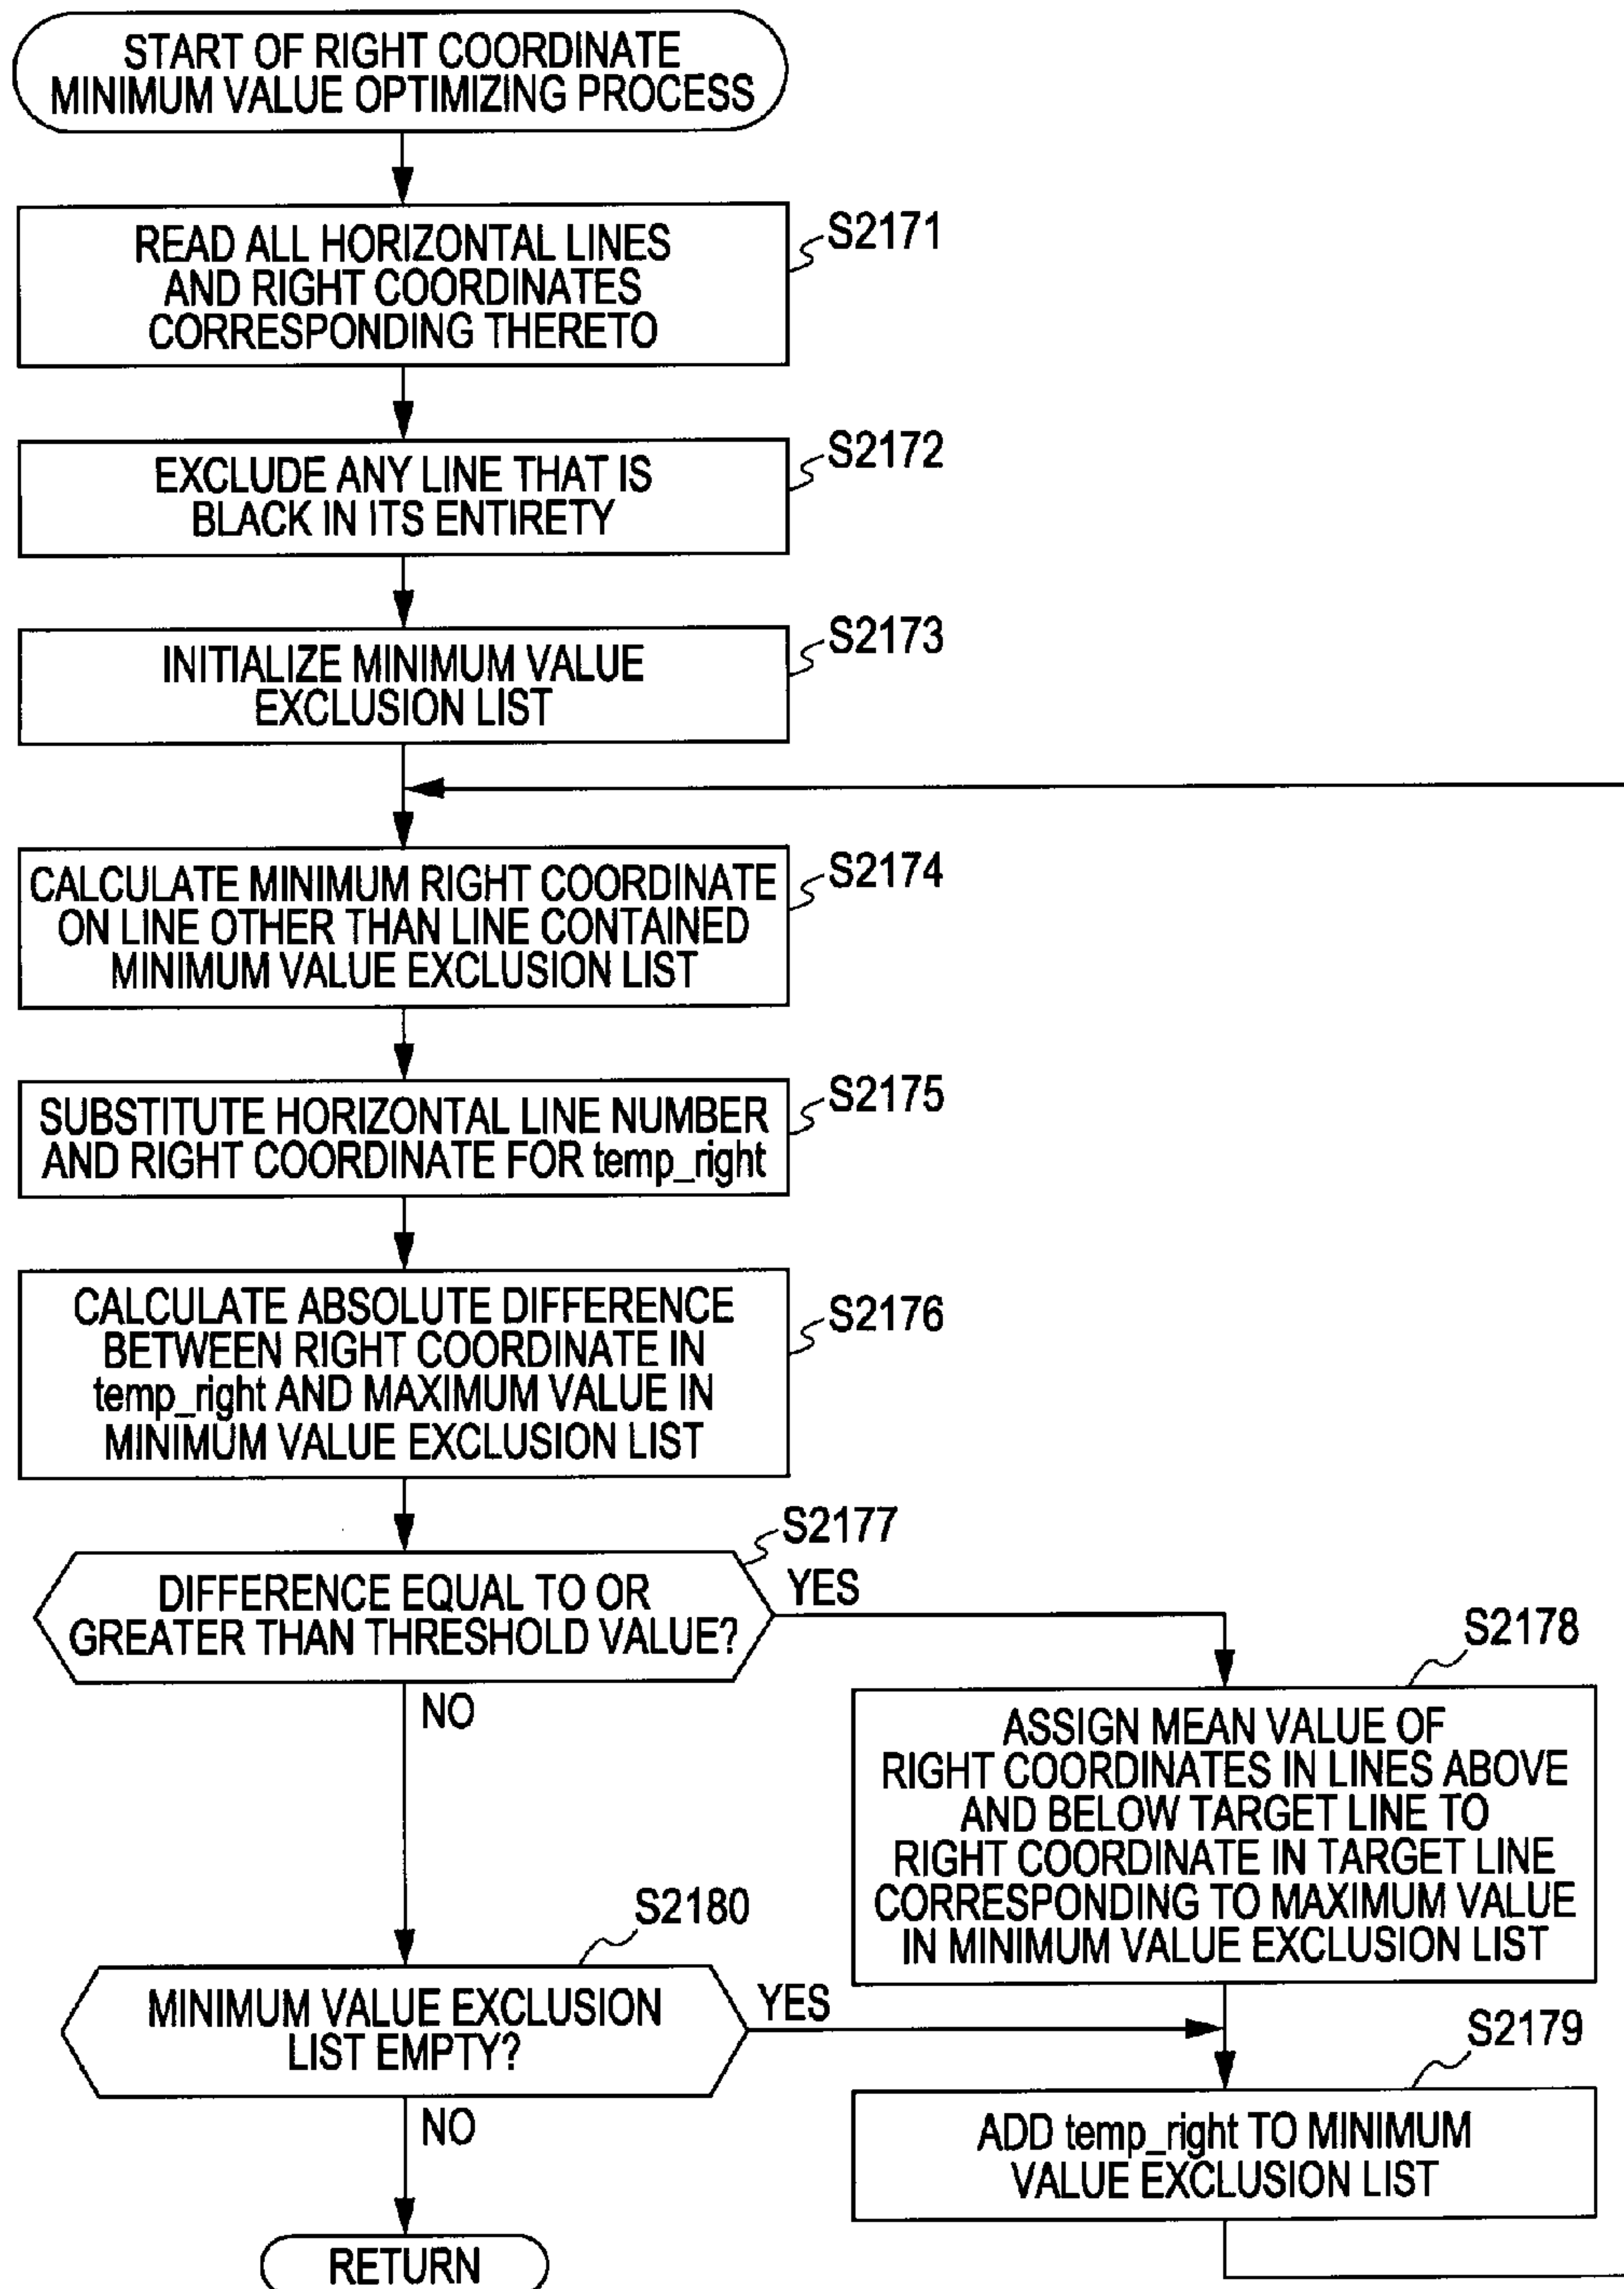 START OF RIGHT COORDINATE
MINIMUM VALUE OPTIMIZING PROCESS
S2171
READ ALL HORIZONTAL LINES
AND RIGHT COORDINATES
CORRESPONDING THERETO
S2172
EXCLUDE ANY LINE THAT IS
BLACK IN ITS ENTIRETY
S2173
INITIALIZE MINIMUM VALUE
EXCLUSION LIST
S2174
CALCULATE MINIMUM RIGHT COORDINATE
ON LINE OTHER THAN LINE CONTAINED
MINIMUM VALUE EXCLUSION LIST
S2175
SUBSTITUTE HORIZONTAL LINE NUMBER
AND RIGHT COORDINATE FOR temp_right
S2176
CALCULATE ABSOLUTE DIFFERENCE
BETWEEN RIGHT COORDINATE IN
temp_right AND MAXIMUM VALUE IN
MINIMUM VALUE EXCLUSION LIST
S2177
DIFFERENCE EQUAL TO OR
GREATER THAN THRESHOLD VALUE?
YES
NO
S2178
ASSIGN MEAN VALUE OF
RIGHT COORDINATES IN LINES ABOVE
AND BELOW TARGET LINE TO
RIGHT COORDINATE IN TARGET LINE
CORRESPONDING TO MAXIMUM VALUE
IN MINIMUM VALUE EXCLUSION LIST
S2180
MINIMUM VALUE EXCLUSION
LIST EMPTY?
YES
NO
S2179
ADD temp_right TO MINIMUM
VALUE EXCLUSION LIST
RETURN